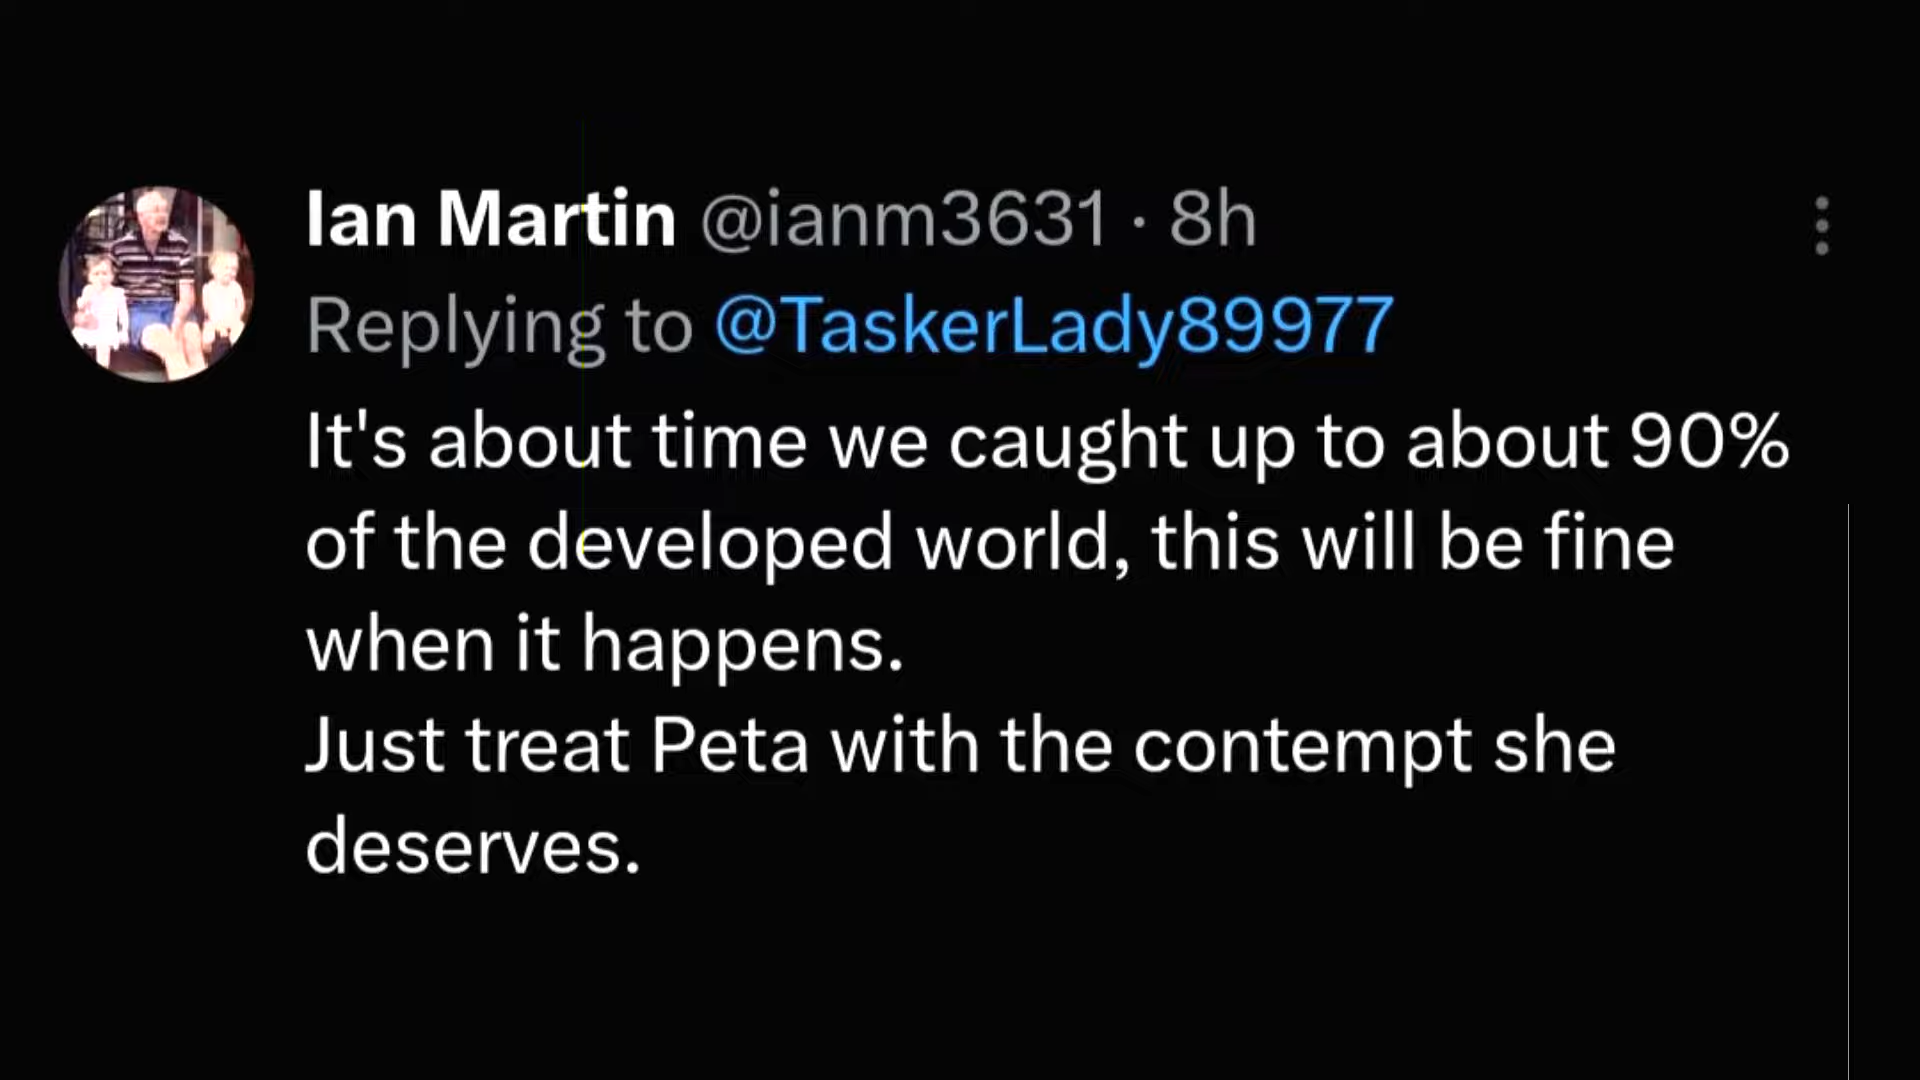 Ian Martin @ianm3631 · 8h
Replying to @TaskerLady89977
It's about time we caught up to about 90%
of the developed world, this will be fine
when it happens.
Just treat Peta with the contempt she
deserves.